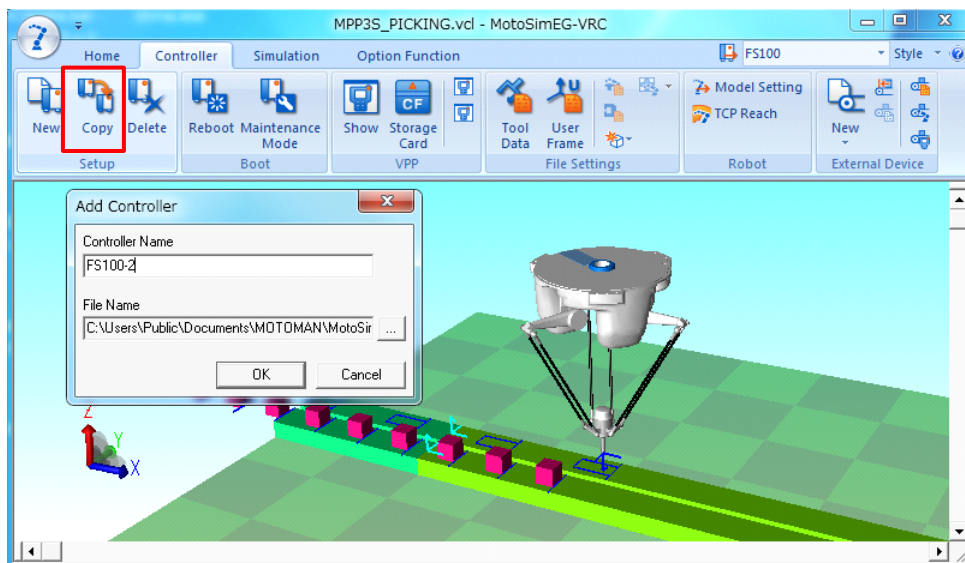 MPP3S_PICKING.vcl - MotoSimEG-VRC
Home Controller Simulation Option Function FS100 Style
New Copy Delete Reboot Maintenance Mode Show Storage Card CF Tool Data User Frame Model Setting TCP Reach New
Setup Boot VPP File Settings Robot External Device
Add Controller
Controller Name
FS100-2
File Name
C:\Users\Public\Documents\MOTOMAN\MotoSir ...
OK Cancel
Z
Y
X